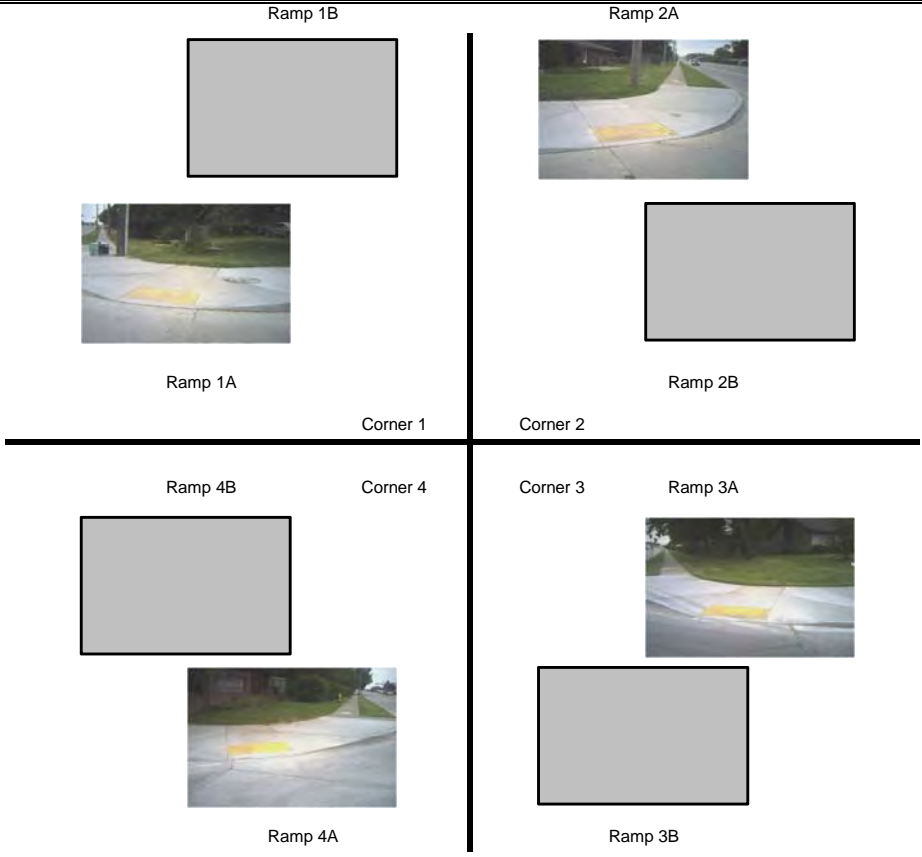 Ramp 1B
Ramp 2A
Ramp 1A
Ramp 2B
Corner 1
Corner 2
Ramp 4B
Corner 4
Corner 3
Ramp 3A
Ramp 4A
Ramp 3B